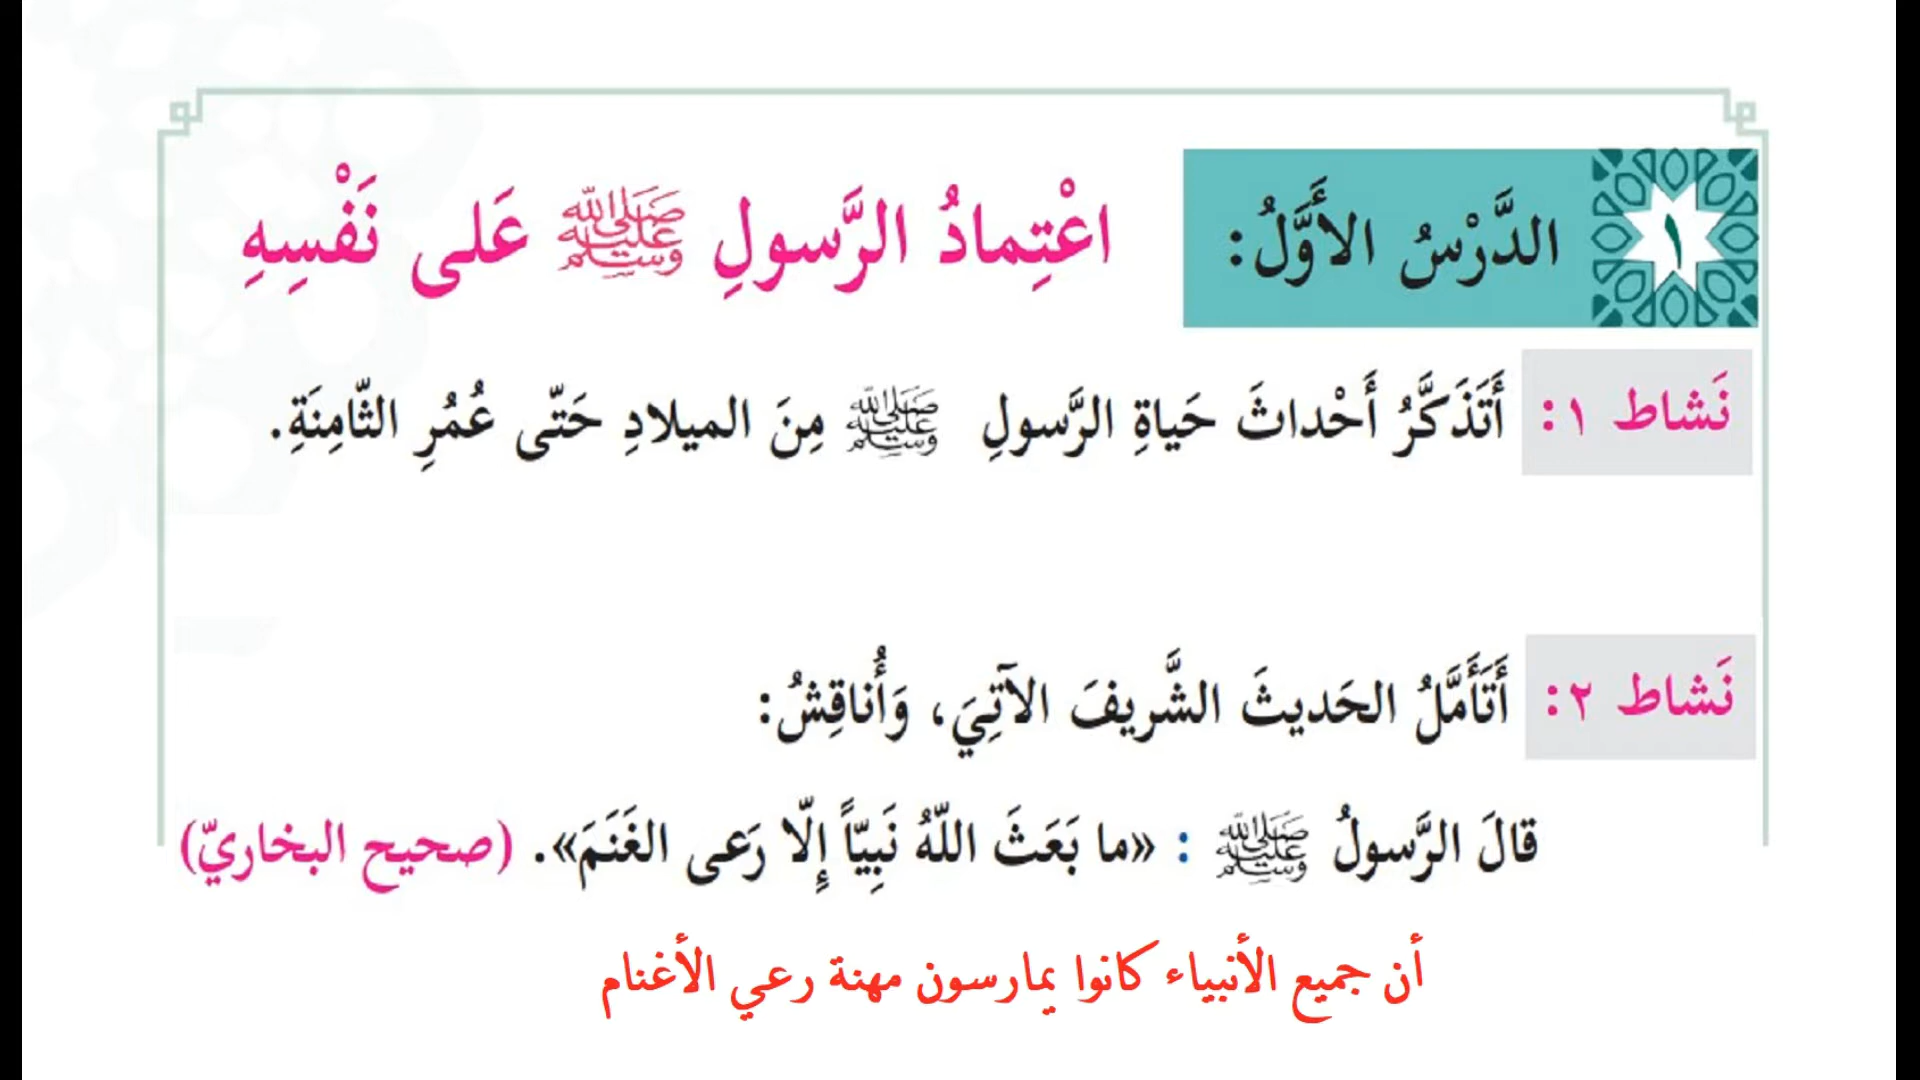 ١ الدَّرْسُ الأَوَّلُ: اعْتِمادُ الرَّسولِ ﷺ عَلى نَفْسِهِ
نَشاط ١: أَتَذَكَّرُ أَحْداثَ حَياةِ الرَّسولِ ﷺ مِنَ الميلادِ حَتّى عُمُرِ الثّامِنَةِ.
نَشاط ٢: أَتَأَمَّلُ الحَديثَ الشَّريفَ الآتِيَ، وَأُناقِشُ:
قالَ الرَّسولُ ﷺ : «ما بَعَثَ اللّهُ نَبِيّاً إِلّا رَعى الغَنَمَ». (صحيح البخاريّ)
أن جميع الأنبياء كانوا يمارسون مهنة رعي الأغنام